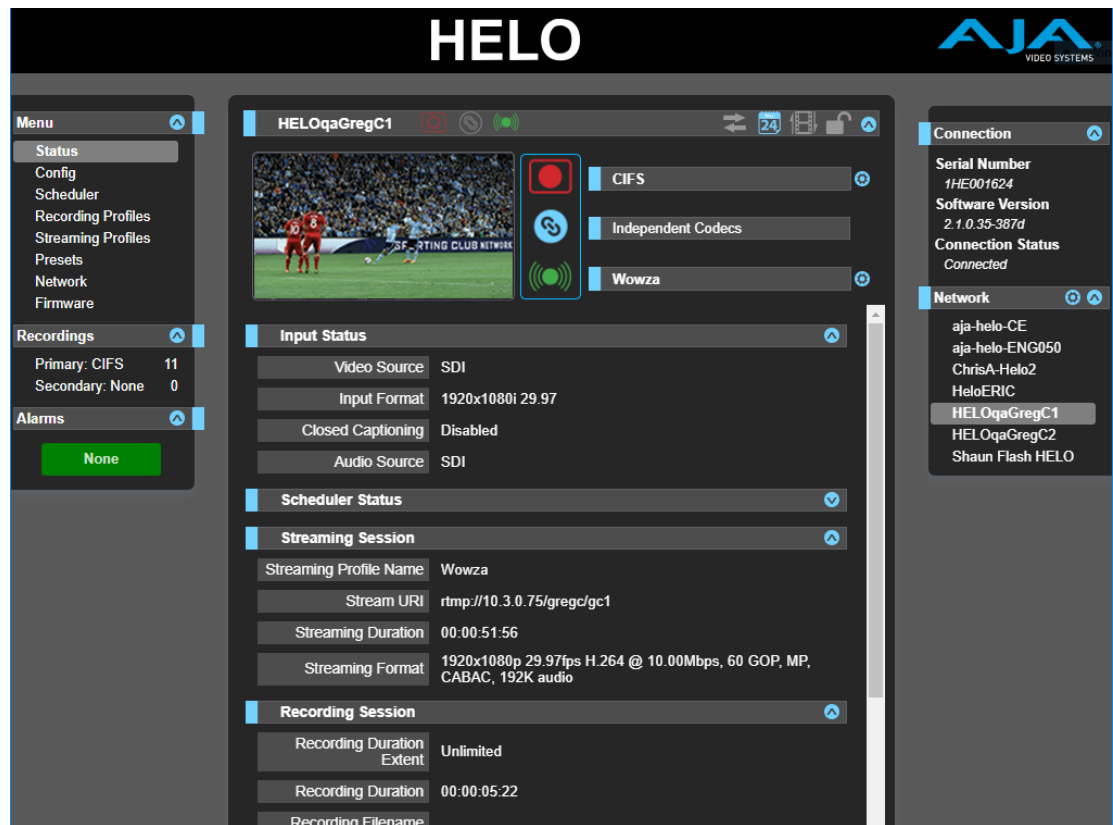 HELO
AJA
VIDEO SYSTEMS
Menu
Status
Config
Scheduler
Recording Profiles
Streaming Profiles
Presets
Network
Firmware
Recordings
Primary: CIFS 11
Secondary: None 0
Alarms
None
HELOqaGregC1
24
CIFS
Independent Codecs
Wowza
SPORTING CLUB NETWORK
Input Status
Video Source SDI
Input Format 1920x1080i 29.97
Closed Captioning Disabled
Audio Source SDI
Scheduler Status
Streaming Session
Streaming Profile Name Wowza
Stream URI rtmp://10.3.0.75/gregc/gc1
Streaming Duration 00:00:51:56
Streaming Format 1920x1080p 29.97fps H.264 @ 10.00Mbps, 60 GOP, MP,
CABAC, 192K audio
Recording Session
Recording Duration
Extent Unlimited
Recording Duration 00:00:05:22
Recording Filename
Connection
Serial Number
1HE001624
Software Version
2.1.0.35-387d
Connection Status
Connected
Network
aja-helo-CE
aja-helo-ENG050
ChrisA-Helo2
HeloERIC
HELOqaGregC1
HELOqaGregC2
Shaun Flash HELO